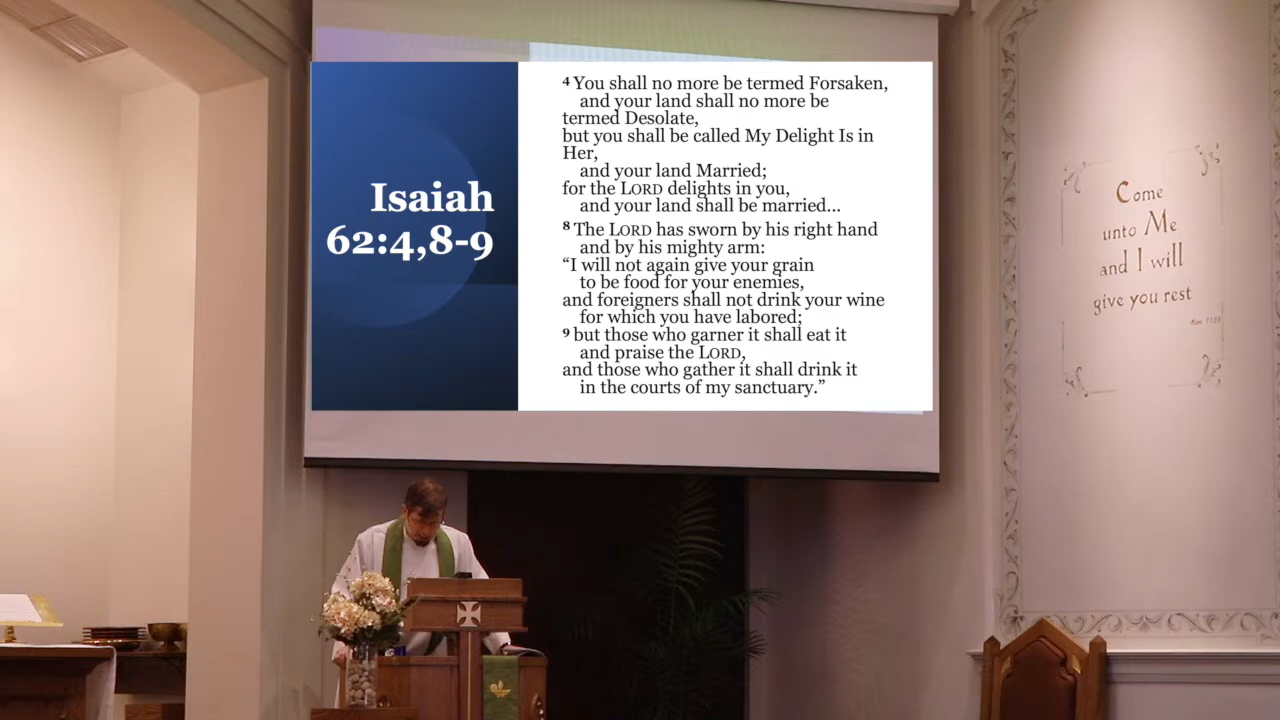 Isaiah
62:4,8-9
4 You shall no more be termed Forsaken,
and your land shall no more be
termed Desolate,
but you shall be called My Delight Is in
Her,
and your land Married;
for the LORD delights in you,
and your land shall be married...
8 The LORD has sworn by his right hand
and by his mighty arm:
“I will not again give your grain
to be food for your enemies,
and foreigners shall not drink your wine
for which you have labored;
9 but those who garner it shall eat it
and praise the LORD,
and those who gather it shall drink it
in the courts of my sanctuary.”
Come
unto Me
and I will
give you rest